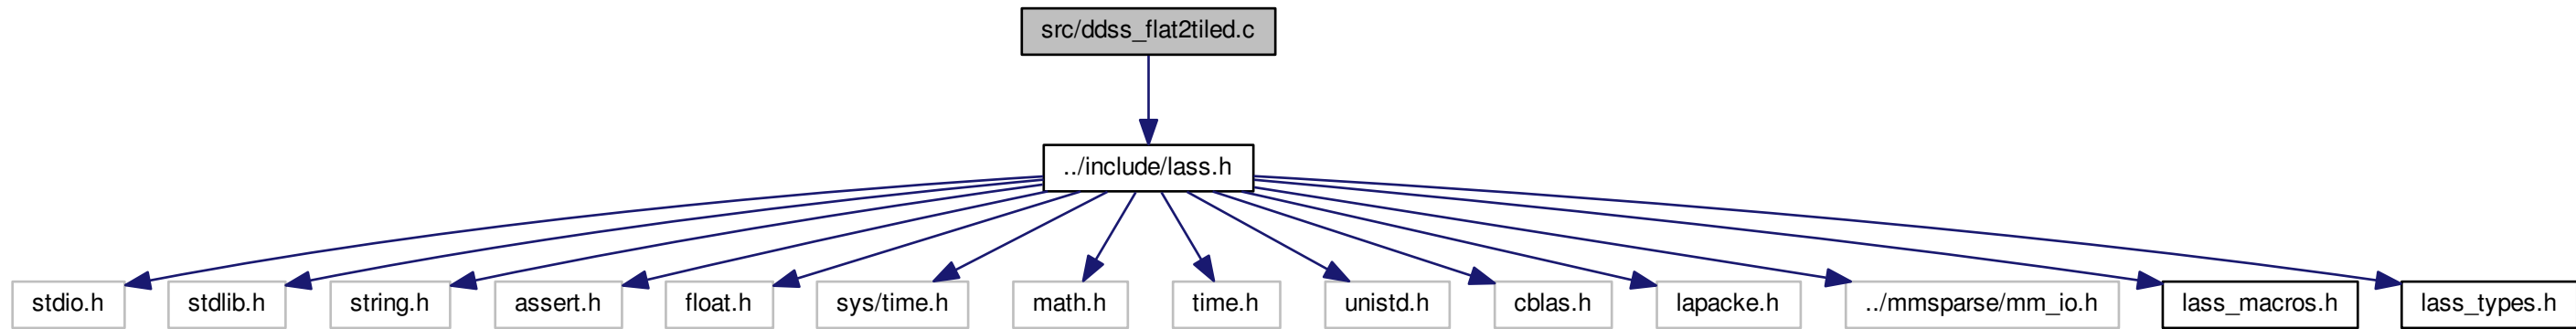 src/ddss_flat2tiled.c
../include/lass.h
stdio.h
stdlib.h
string.h
assert.h
float.h
sys/time.h
math.h
time.h
unistd.h
cblas.h
lapacke.h
../mmsparse/mm_io.h
lass_macros.h
lass_types.h